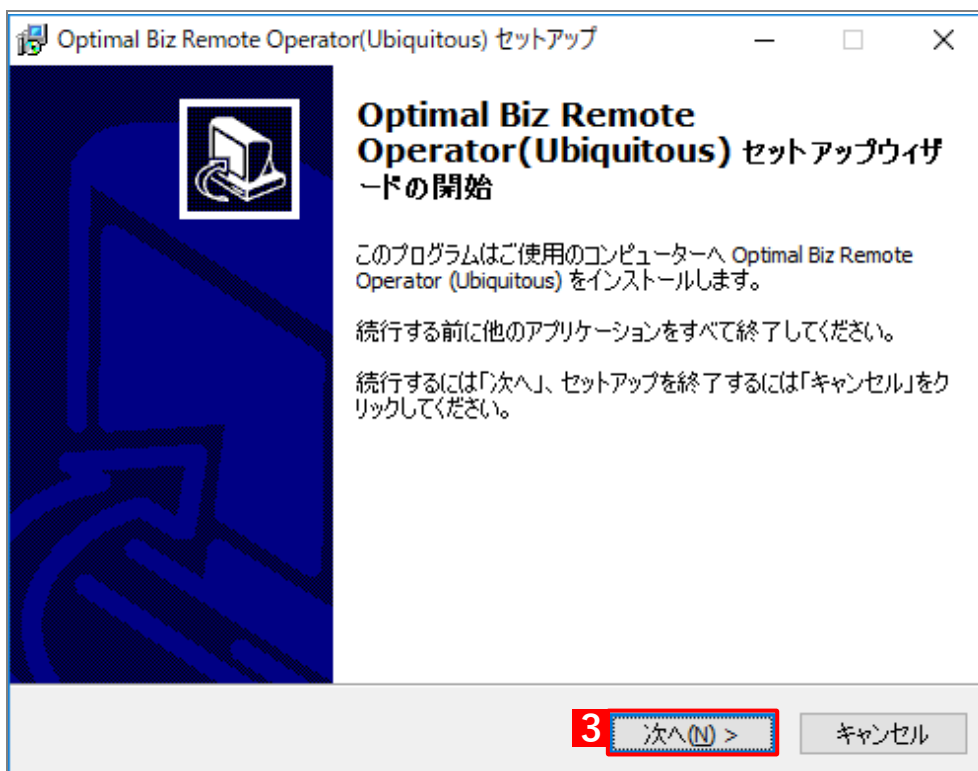 Optimal Biz Remote Operator(Ubiquitous) セットアップ
Optimal Biz Remote
Operator(Ubiquitous) セットアップウィザ
ードの開始
このプログラムはご使用のコンピューターへ Optimal Biz Remote
Operator (Ubiquitous) をインストールします。
続行する前に他のアプリケーションをすべて終了してください。
続行するには「次へ」、セットアップを終了するには「キャンセル」をク
リックしてください。
3 次へ(N) > キャンセル